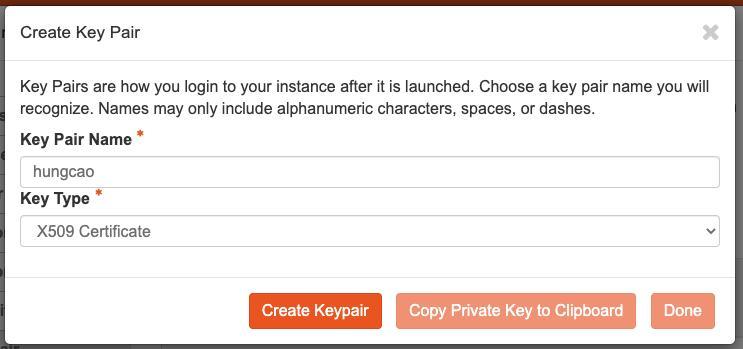 Create Key Pair
Key Pairs are how you login to your instance after it is launched. Choose a key pair name you will
recognize. Names may only include alphanumeric characters, spaces, or dashes.
Key Pair Name *
hungcao
Key Type *
X509 Certificate
Create Keypair Copy Private Key to Clipboard Done